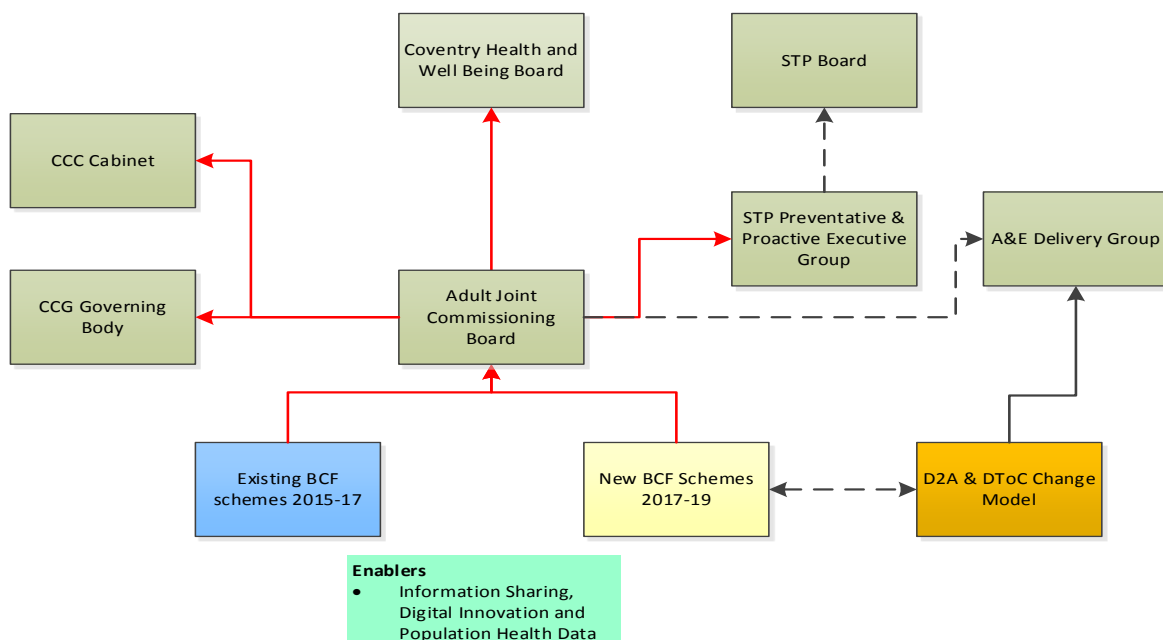 Coventry Health and
Well Being Board
STP Board
CCC Cabinet
STP Preventative &
Proactive Executive
Group
A&E Delivery Group
CCG Governing
Body
Adult Joint
Commissioning
Board
Existing BCF
schemes 2015-17
New BCF Schemes
2017-19
D2A & DToC Change
Model
Enablers
• Information Sharing,
Digital Innovation and
Population Health Data